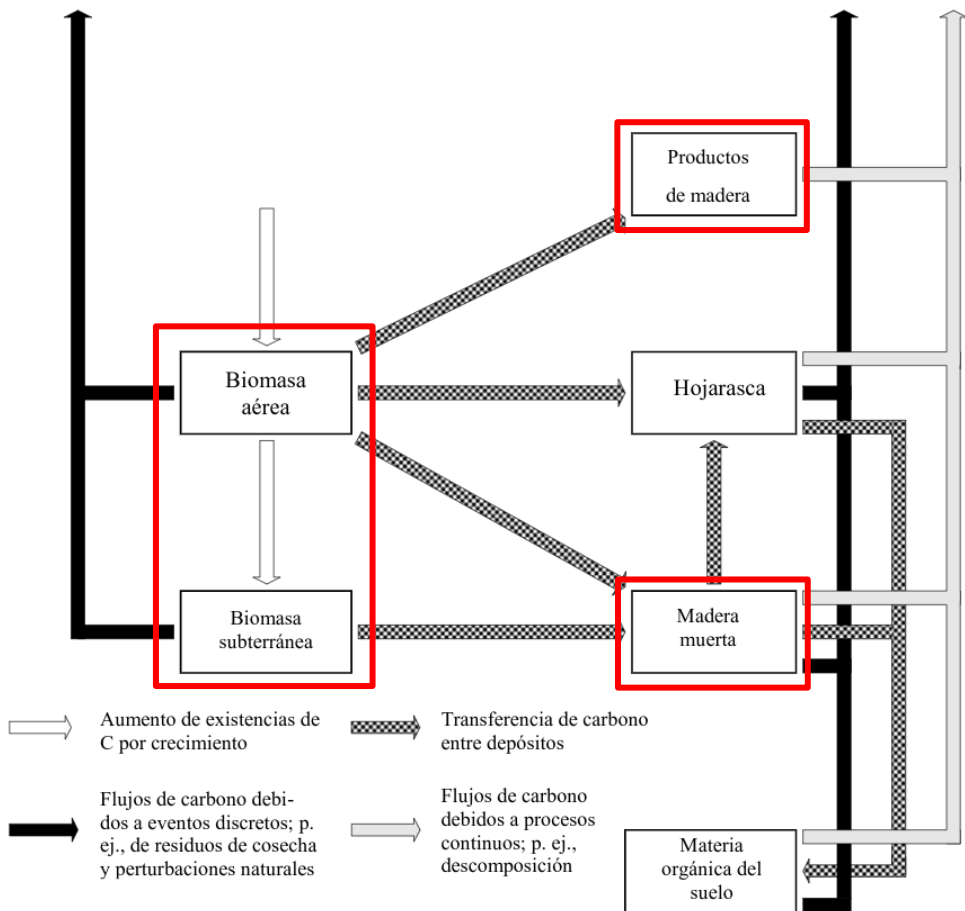 Productos
de madera
Biomasa
aérea
Hojarasca
Biomasa
subterránea
Madera
muerta
Aumento de existencias de
C por crecimiento
Transferencia de carbono
entre depósitos
Flujos de carbono debi-
dos a eventos discretos; p.
ej., de residuos de cosecha
y perturbaciones naturales
Flujos de carbono
debidos a procesos
continuos; p. ej.,
descomposición
Materia
orgánica del
suelo